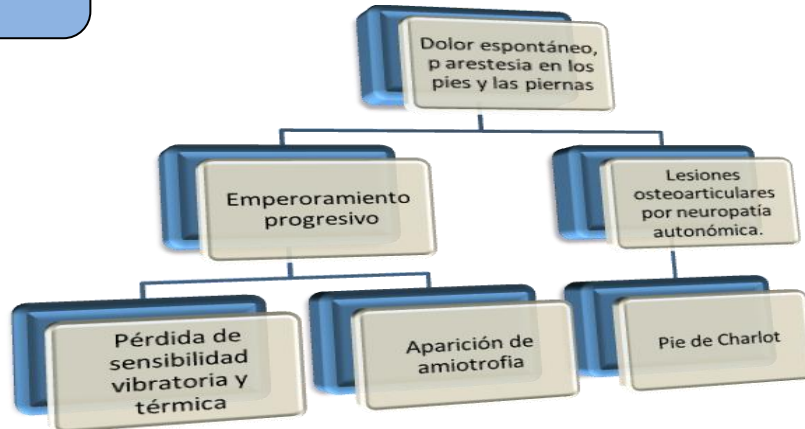 Dolor espontáneo,
p arestesia en los
pies y las piernas
Emperoramiento
progresivo
Lesiones
osteoarticulares
por neuropatía
autonómica.
Pérdida de
sensibilidad
vibratoria y
térmica
Aparición de
amiotrofia
Pie de Charlot